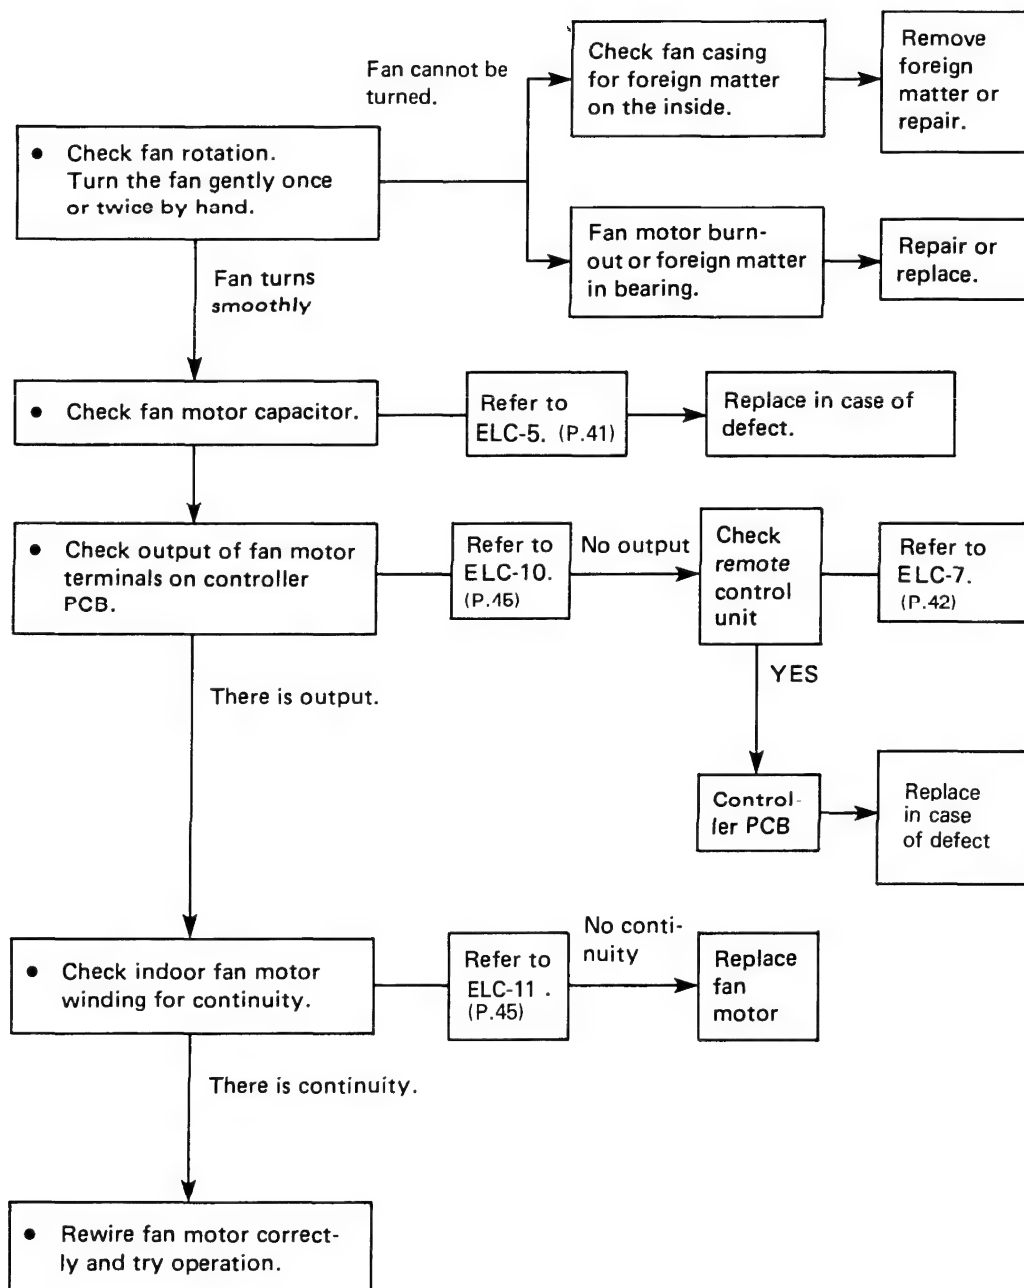 Fan cannot be
turned.
Check fan casing
for foreign matter
on the inside.
Remove
foreign
matter or
repair.
• Check fan rotation.
Turn the fan gently once
or twice by hand.
Fan motor burn-
out or foreign matter
in bearing.
Repair or
replace.
Fan turns
smoothly
• Check fan motor capacitor.
Refer to
ELC-5. (P.41)
Replace in case of
defect.
• Check output of fan motor
terminals on controller
PCB.
Refer to
ELC-10.
(P.45)
No output
Check
remote
control
unit
Refer to
ELC-7.
(P.42)
There is output.
YES
Control-
ler PCB
Replace
in case
of defect
• Check indoor fan motor
winding for continuity.
Refer to
ELC-11 .
(P.45)
No conti-
nuity
Replace
fan
motor
There is continuity.
• Rewire fan motor correct-
ly and try operation.